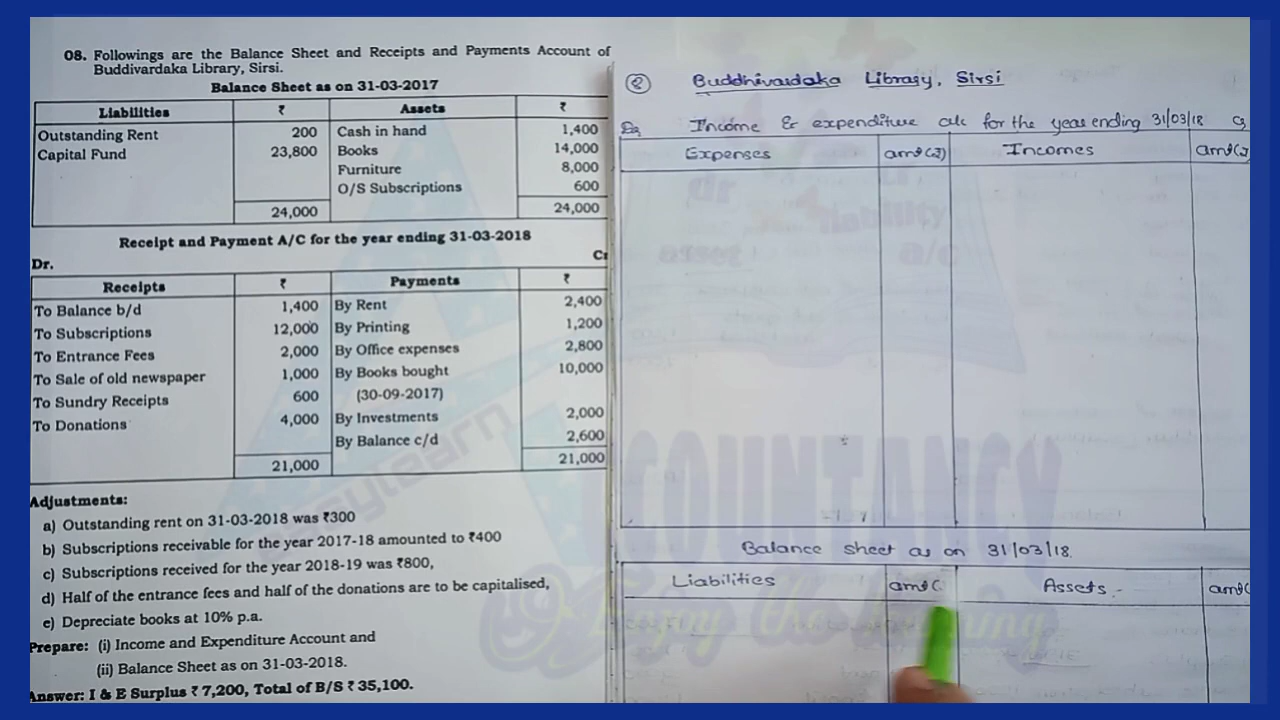 08. Followings are the Balance Sheet and Receipts and Payments Account of
Buddivardaka Library, Sirsi.
Balance Sheet as on 31-03-2017
Liabilities ₹ Assets ₹
Outstanding Rent 200 Cash in hand 1,400
Capital Fund 23,800 Books 14,000
Furniture 8,000
O/S Subscriptions 600
24,000 24,000
Receipt and Payment A/C for the year ending 31-03-2018
Dr. Cr
Receipts ₹ Payments ₹
To Balance b/d 1,400 By Rent 2,400
To Subscriptions 12,000 By Printing 1,200
To Entrance Fees 2,000 By Office expenses 2,800
To Sale of old newspaper 1,000 By Books bought 10,000
To Sundry Receipts 600 (30-09-2017)
To Donations 4,000 By Investments 2,000
By Balance c/d 2,600
21,000 21,000
Adjustments:
a) Outstanding rent on 31-03-2018 was ₹300
b) Subscriptions receivable for the year 2017-18 amounted to ₹400
c) Subscriptions received for the year 2018-19 was ₹800,
d) Half of the entrance fees and half of the donations are to be capitalised,
e) Depreciate books at 10% p.a.
Prepare: (i) Income and Expenditure Account and
(ii) Balance Sheet as on 31-03-2018.
Answer: I & E Surplus ₹ 7,200, Total of B/S ₹ 35,100.
8 Buddhivardaka Library, Sirsi
Dr Income & expenditure a/c for the year ending 31/03/18 Cr
Expenses amt(₹) Incomes amt(₹
Balance sheet as on 31/03/18.
Liabilities amt( Assets amt(
COUNTANCY
Enjoy the Learning